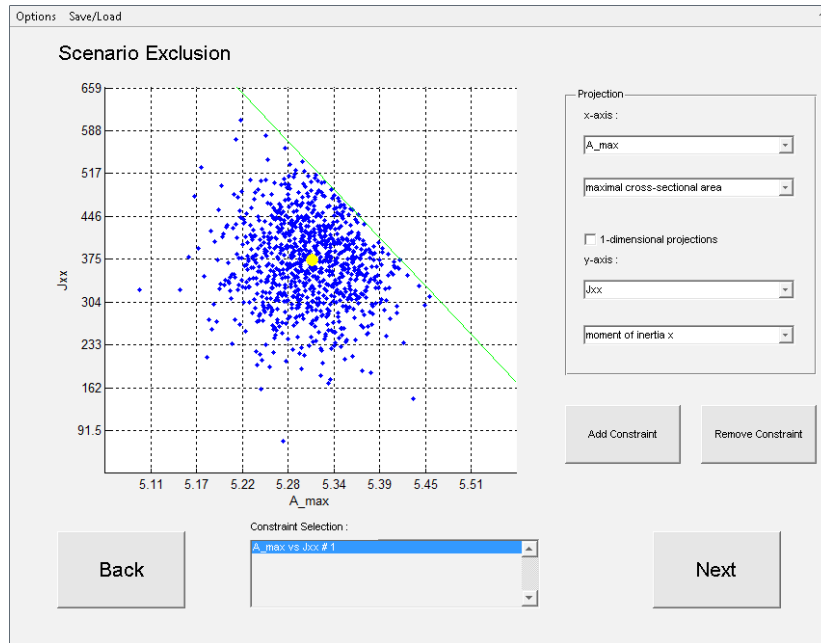 Options Save/Load
Scenario Exclusion
659
588
517
446
375
304
233
162
91.5
Jxx
5.11 5.17 5.22 5.28 5.34 5.39 5.45 5.51
A_max
Projection
x-axis :
A_max
maximal cross-sectional area
1-dimensional projections
y-axis :
Jxx
moment of inertia x
Add Constraint
Remove Constraint
Constraint Selection :
A_max vs Jxx # 1
Back
Next